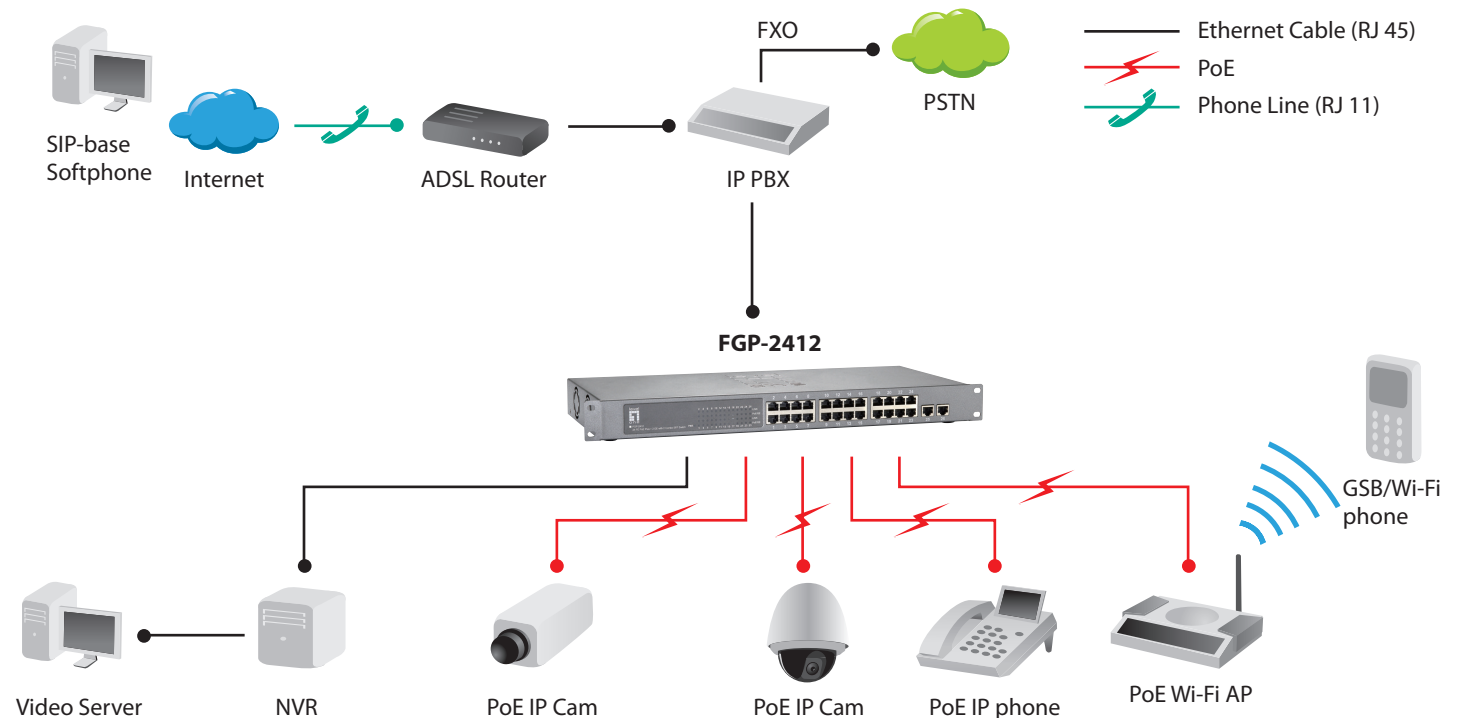 FXO
Ethernet Cable (RJ 45)
PoE
Phone Line (RJ 11)
PSTN
SIP-base
Softphone
Internet
ADSL Router
IP PBX
FGP-2412
GSB/Wi-Fi
phone
Video Server
NVR
PoE IP Cam
PoE IP Cam
PoE IP phone
PoE Wi-Fi AP